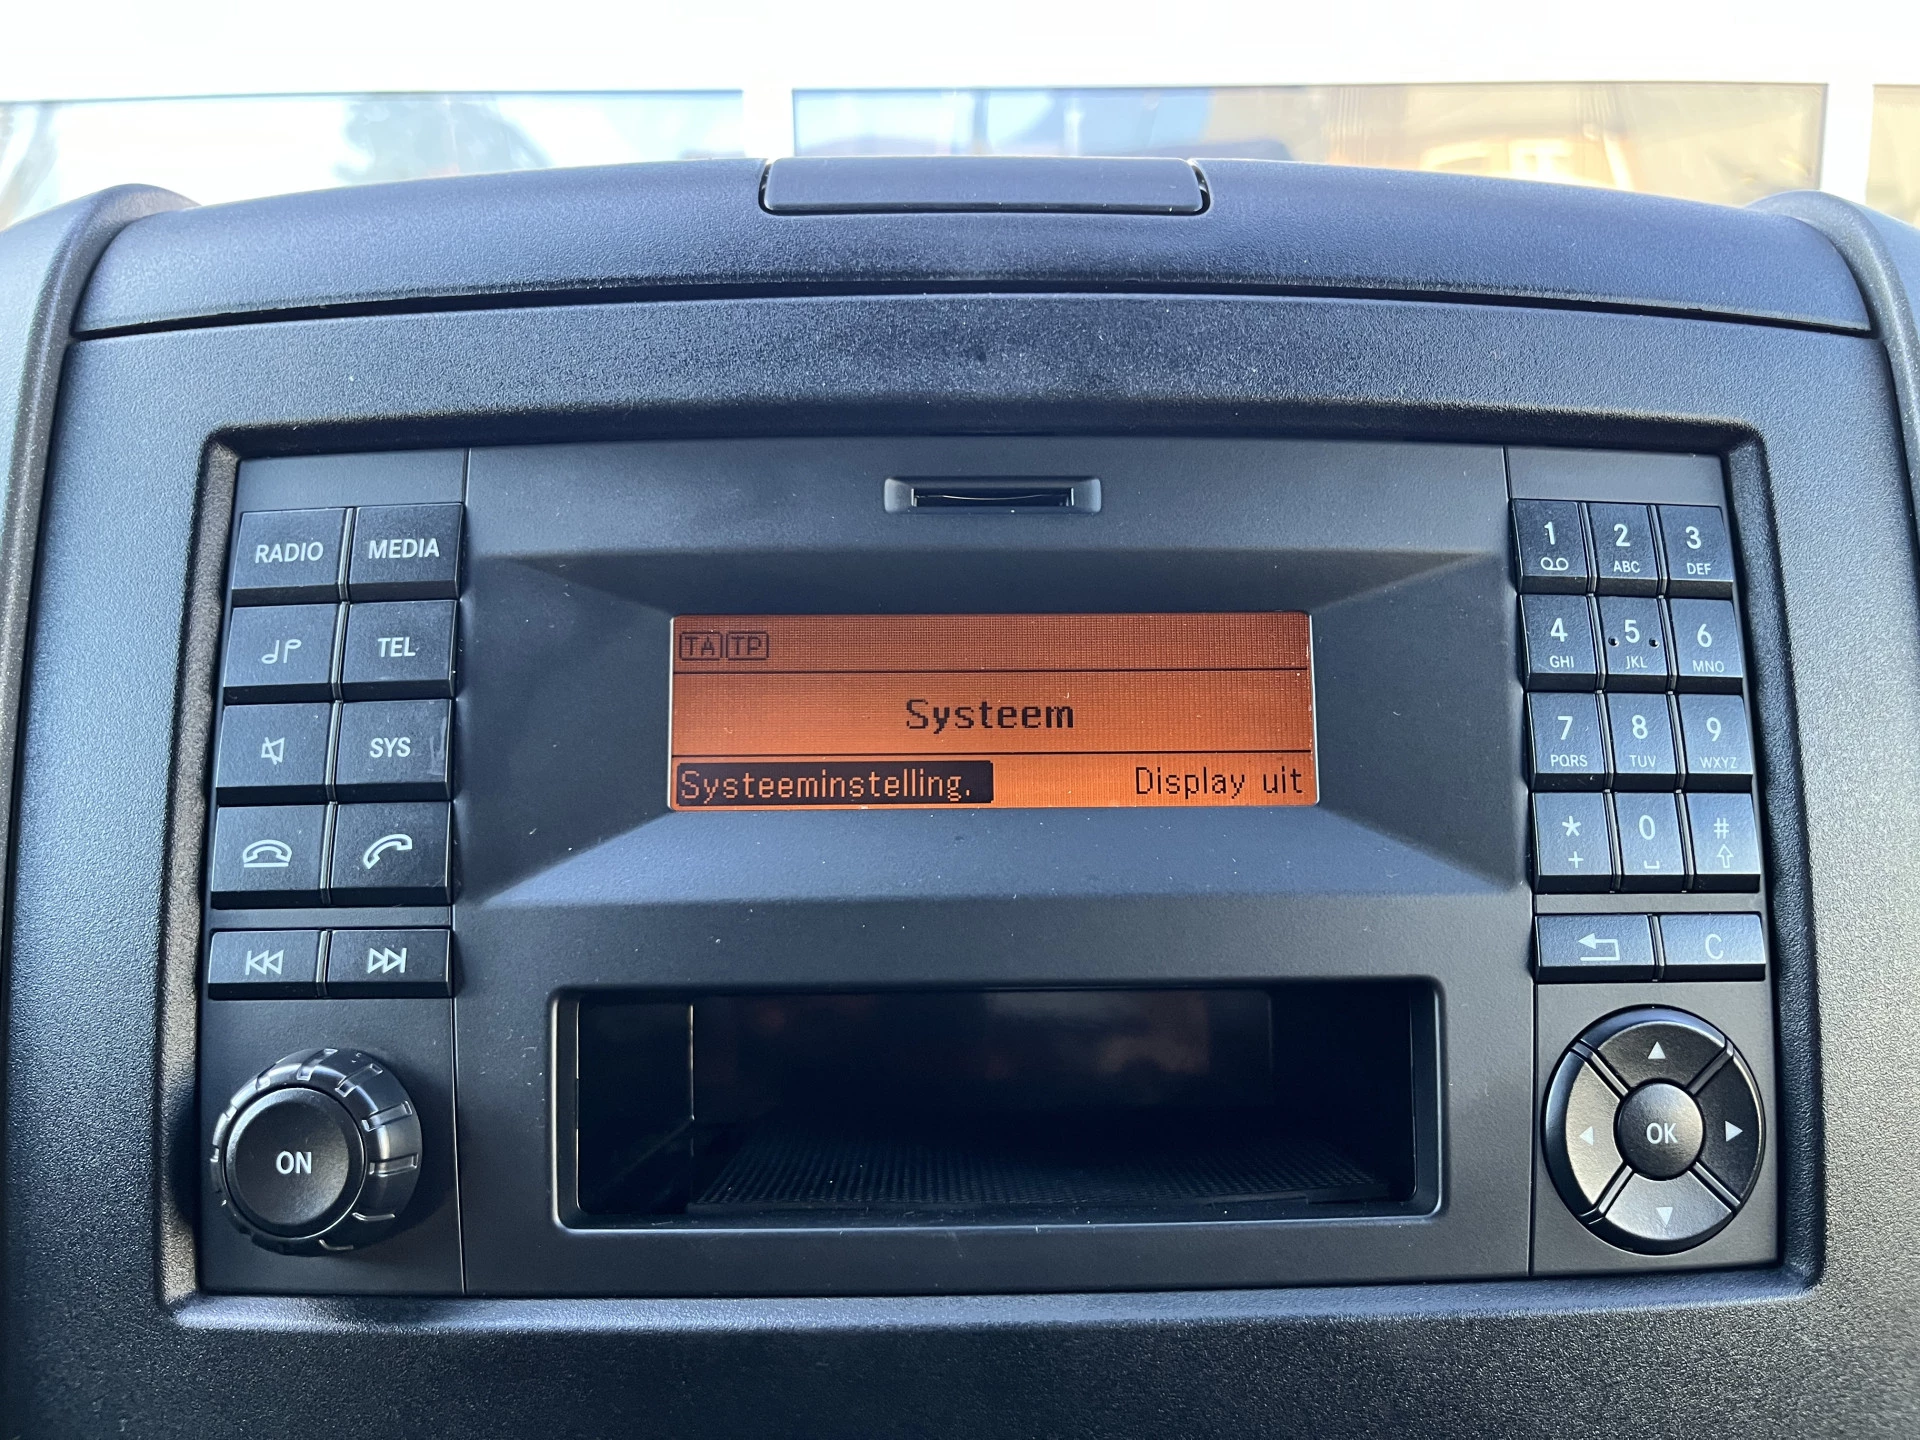 RADIO MEDIA
TEL
SYS
ON
TA TP
Systeem
Systeeminstelling. Display uit
1 2 ABC 3 DEF
4 GHI 5 JKL 6 MNO
7 PQRS 8 TUV 9 WXYZ
* + 0 #
C
OK